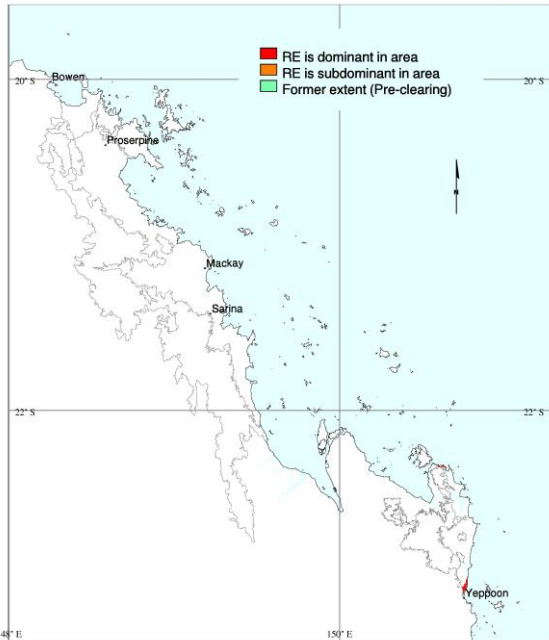 RE is dominant in area
RE is subdominant in area
Former extent (Pre-clearing)
20° S
Bowen
20° S
Proserpine
N
Mackay
Sarina
22° S
22° S
Yeppoon
48° E
150° E